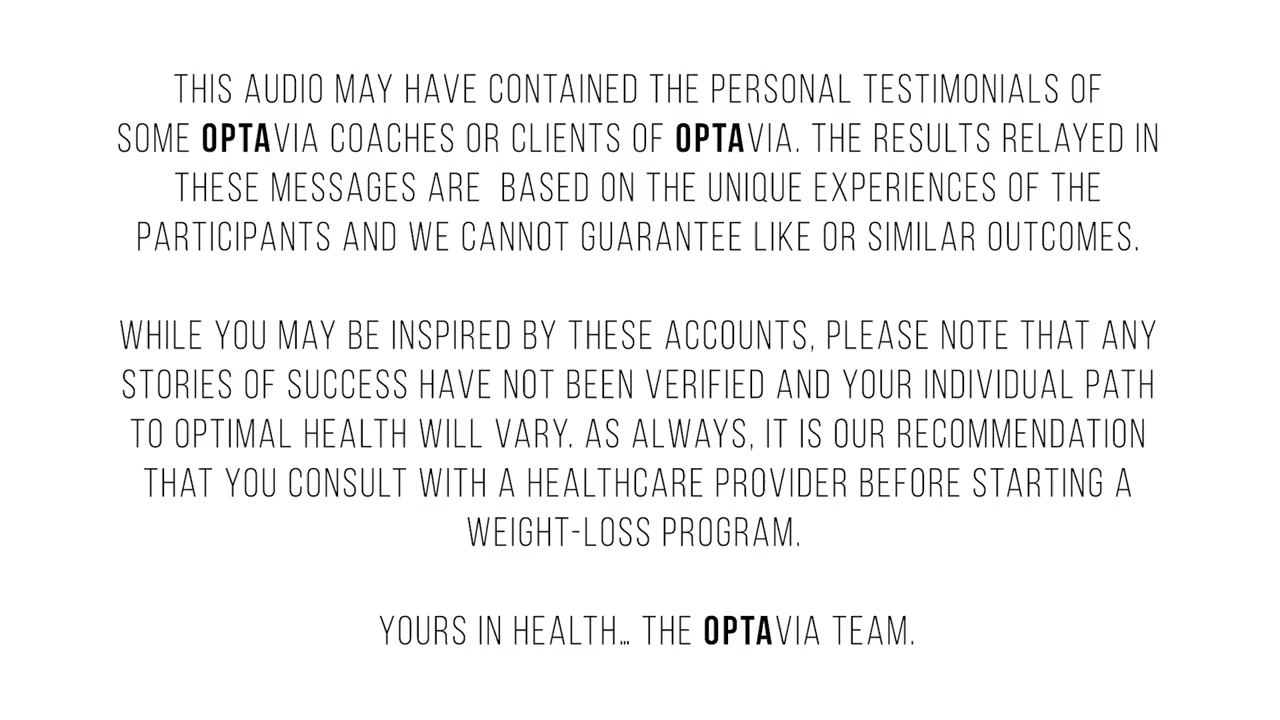 THIS AUDIO MAY HAVE CONTAINED THE PERSONAL TESTIMONIALS OF
SOME OPTAVIA COACHES OR CLIENTS OF OPTAVIA. THE RESULTS RELAYED IN
THESE MESSAGES ARE BASED ON THE UNIQUE EXPERIENCES OF THE
PARTICIPANTS AND WE CANNOT GUARANTEE LIKE OR SIMILAR OUTCOMES.
WHILE YOU MAY BE INSPIRED BY THESE ACCOUNTS, PLEASE NOTE THAT ANY
STORIES OF SUCCESS HAVE NOT BEEN VERIFIED AND YOUR INDIVIDUAL PATH
TO OPTIMAL HEALTH WILL VARY. AS ALWAYS, IT IS OUR RECOMMENDATION
THAT YOU CONSULT WITH A HEALTHCARE PROVIDER BEFORE STARTING A
WEIGHT-LOSS PROGRAM.
YOURS IN HEALTH… THE OPTAVIA TEAM.